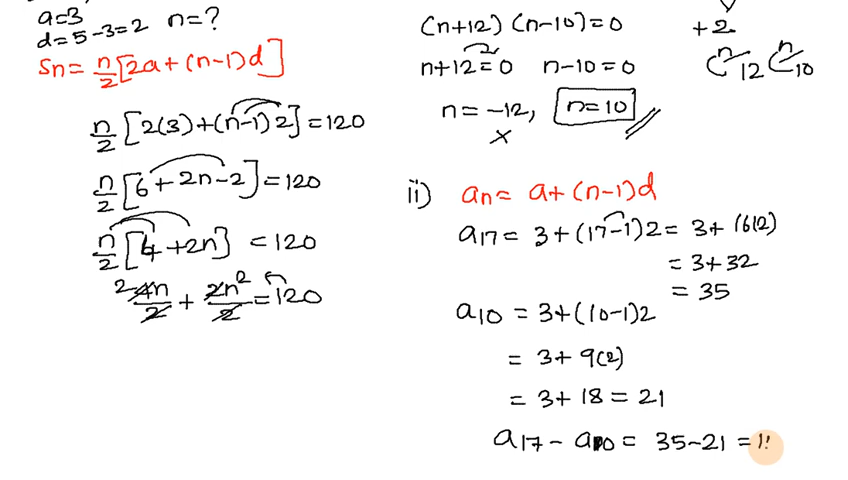 a=3
d=5-3=2 n=?
Sn= n/2 [2a+(n-1)d]
n/2 [2(3)+(n-1)2]=120
n/2 [6+2n-2]=120
n/2 [4+2n] =120
2 4n/2 + 2n²/2 =120
(n+12) (n-10)=0
n+12=0 n-10=0
n=-12, n=10
x
+2
n/12 n/10
ii) an= a+(n-1)d
a17= 3+(17-1)2= 3+16(2)
= 3+32
= 35
a10 = 3+(10-1)2
= 3+9(2)
= 3+18=21
a17-a10= 35-21=1